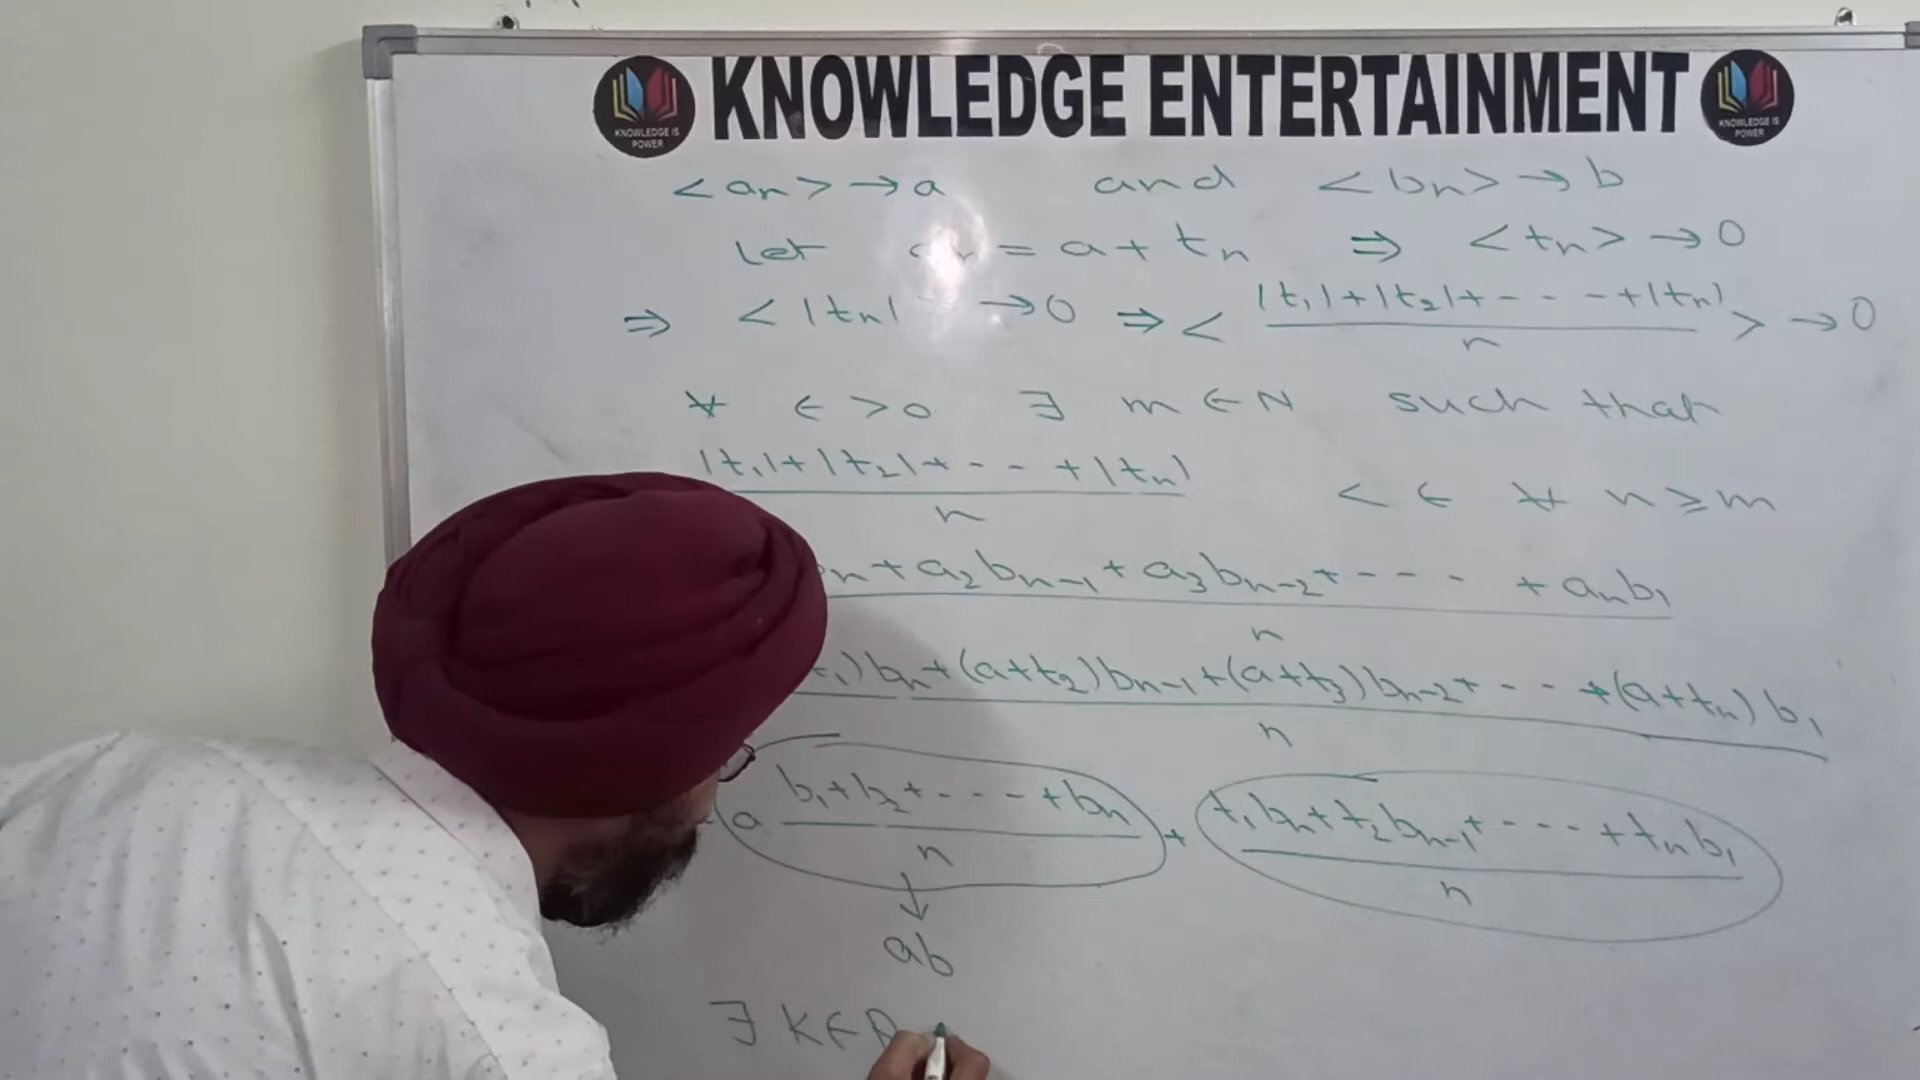 KNOWLEDGE ENTERTAINMENT
KNOWLEDGE IS
POWER
KNOWLEDGE IS
POWER
<an> → a and <bn> → b
Let = a + tn ⇒ <tn> → 0
⇒ <|tn| → 0 ⇒ < |t1|+|t2|+---+|tn| / n > → 0
∀ ∈ > 0 ∃ m ∈ N such that
|t1|+|t2|+--+|tn| / n < ∈ ∀ n ≥ m
bn + a2bn-1 + a3bn-2 + --- + anb1 / n
t1)bn+(a+t2)bn-1+(a+t3)bn-2+--+(a+tn)b1 / n
a b1+b2+---+bn / n + t1bn+t2bn-1+---+tnb1 / n
↓
ab
∃ K ∈ R